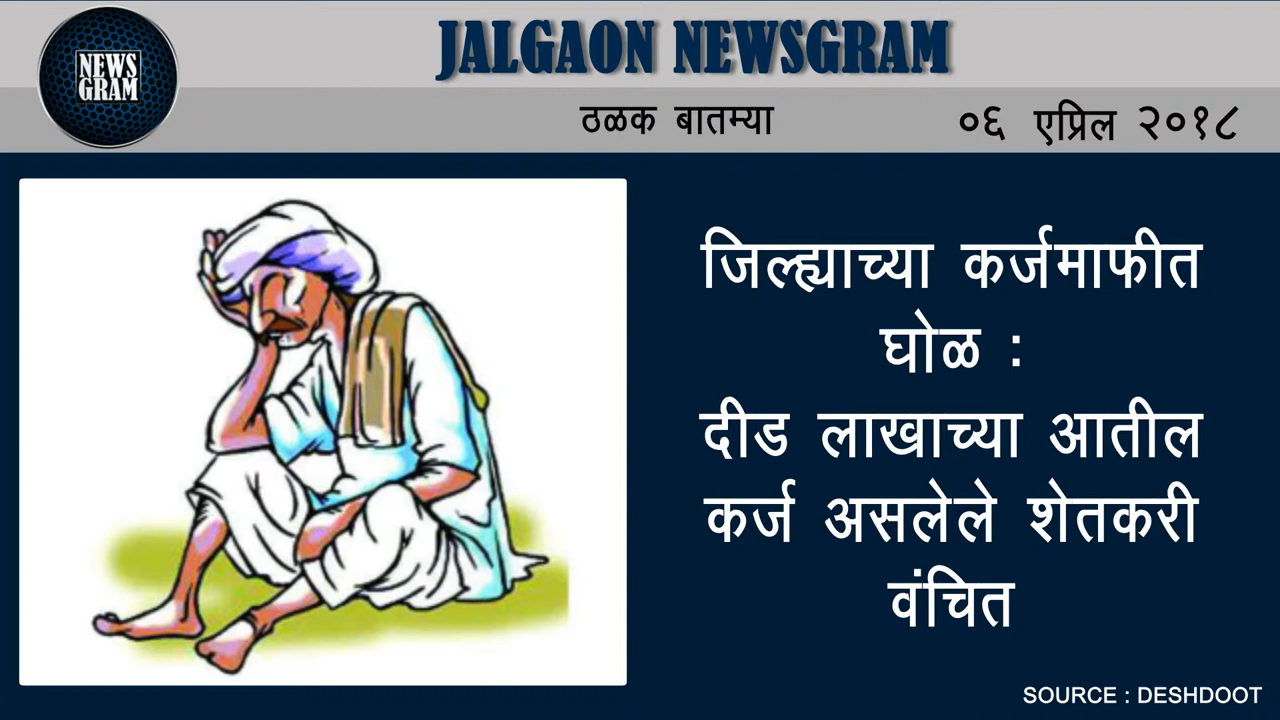 NEWS
GRAM
JALGAON NEWSGRAM
ठळक बातम्या
०६ एप्रिल २०१८
जिल्ह्याच्या कर्जमाफीत
घोळ :
दीड लाखाच्या आतील
कर्ज असलेले शेतकरी
वंचित
SOURCE : DESHDOOT